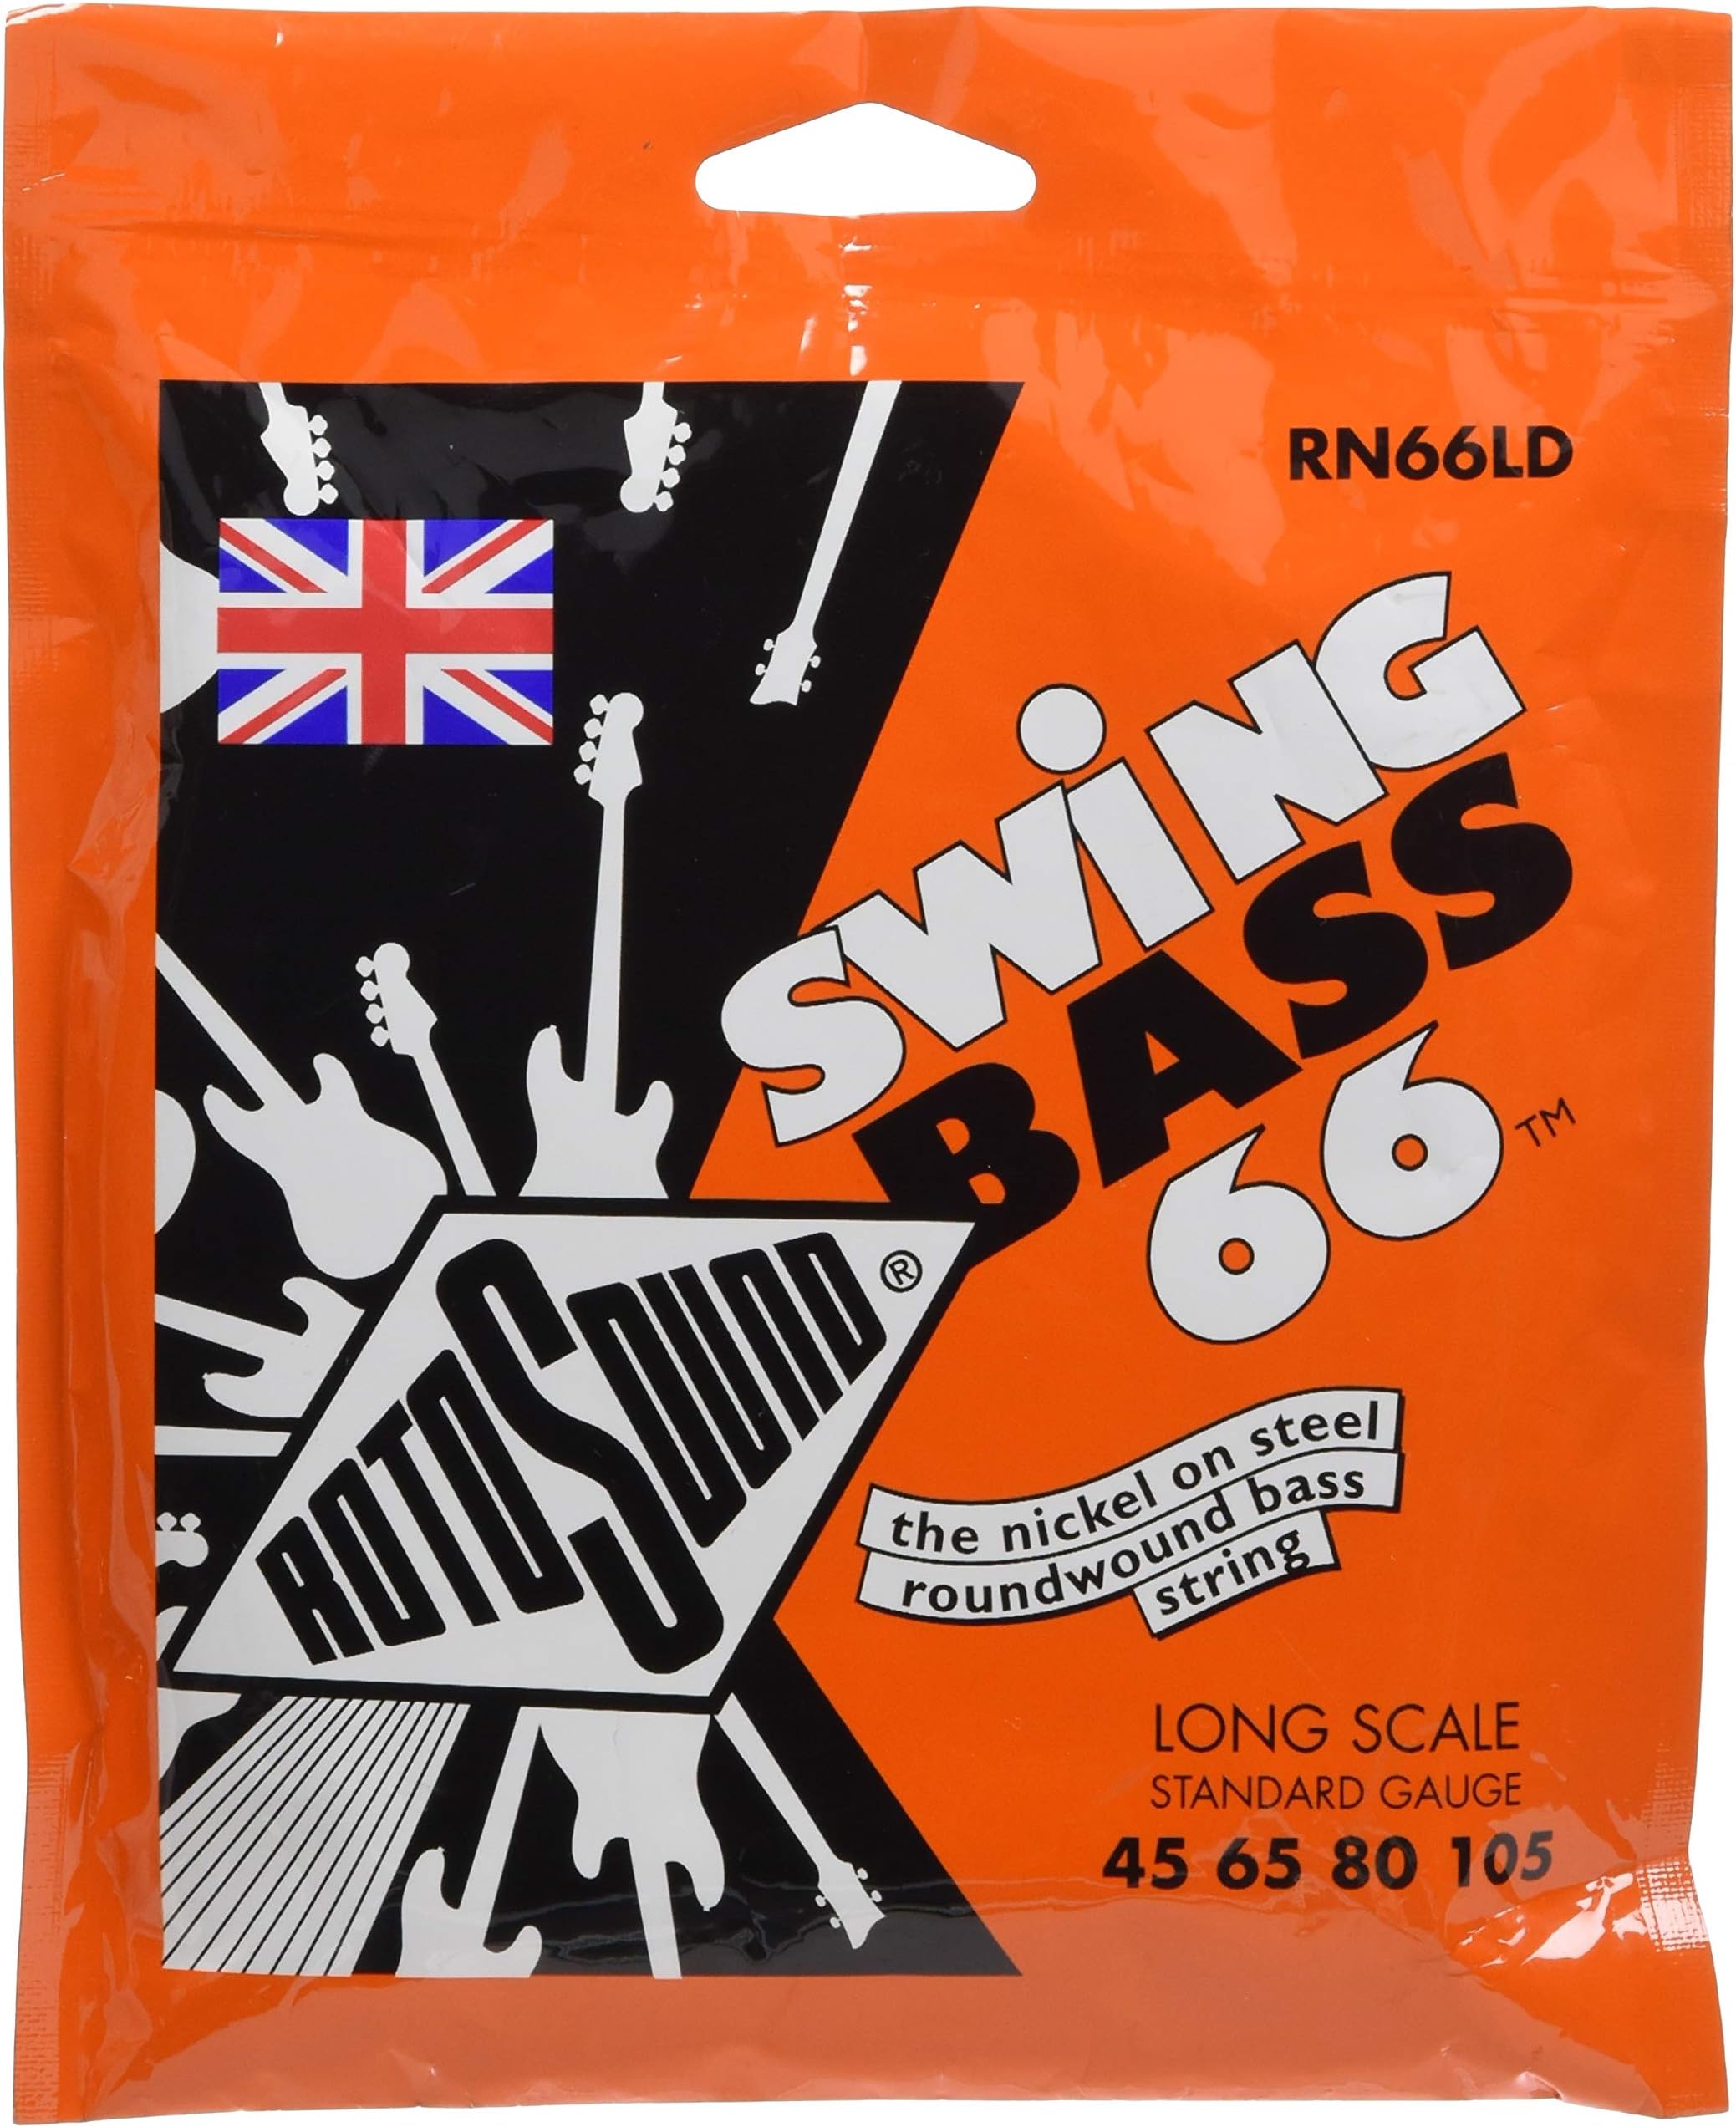 RN66LD
SWiNG
BASS
66™
ROTOSOUND®
the nickel on steel
roundwound bass
string
LONG SCALE
STANDARD GAUGE
45 65 80 105